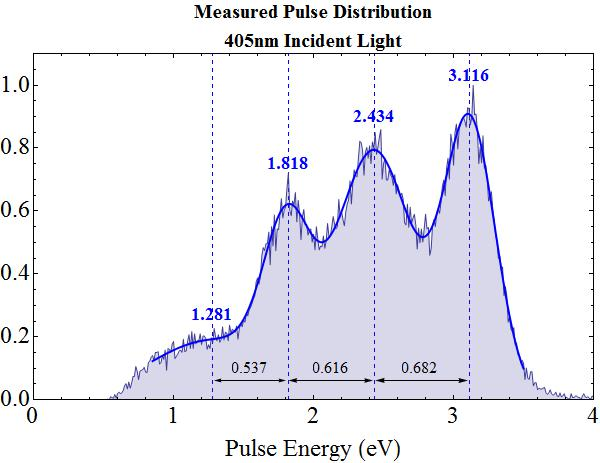 Measured Pulse Distribution
405nm Incident Light
3.116
2.434
1.818
1.281
0.537 0.616 0.682
1.0
0.8
0.6
0.4
0.2
0.0
0 1 2 3 4
Pulse Energy (eV)